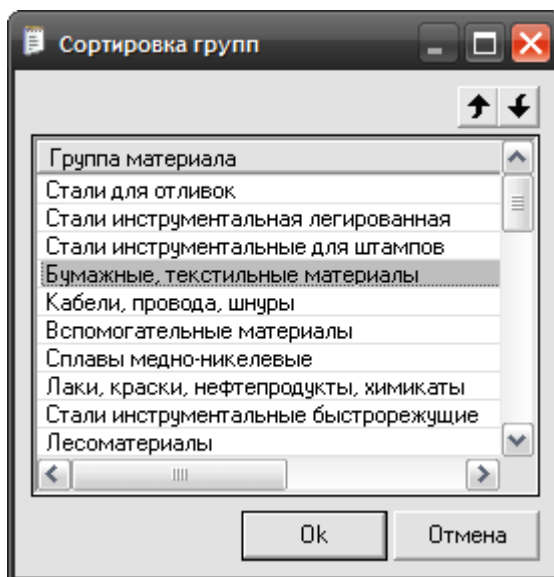 Сортировка групп
Группа материала
Стали для отливок
Стали инструментальная легированная
Стали инструментальные для штампов
Бумажные, текстильные материалы
Кабели, провода, шнуры
Вспомогательные материалы
Сплавы медно-никелевые
Лаки, краски, нефтепродукты, химикаты
Стали инструментальные быстрорежущие
Лесоматериалы
Ok
Отмена